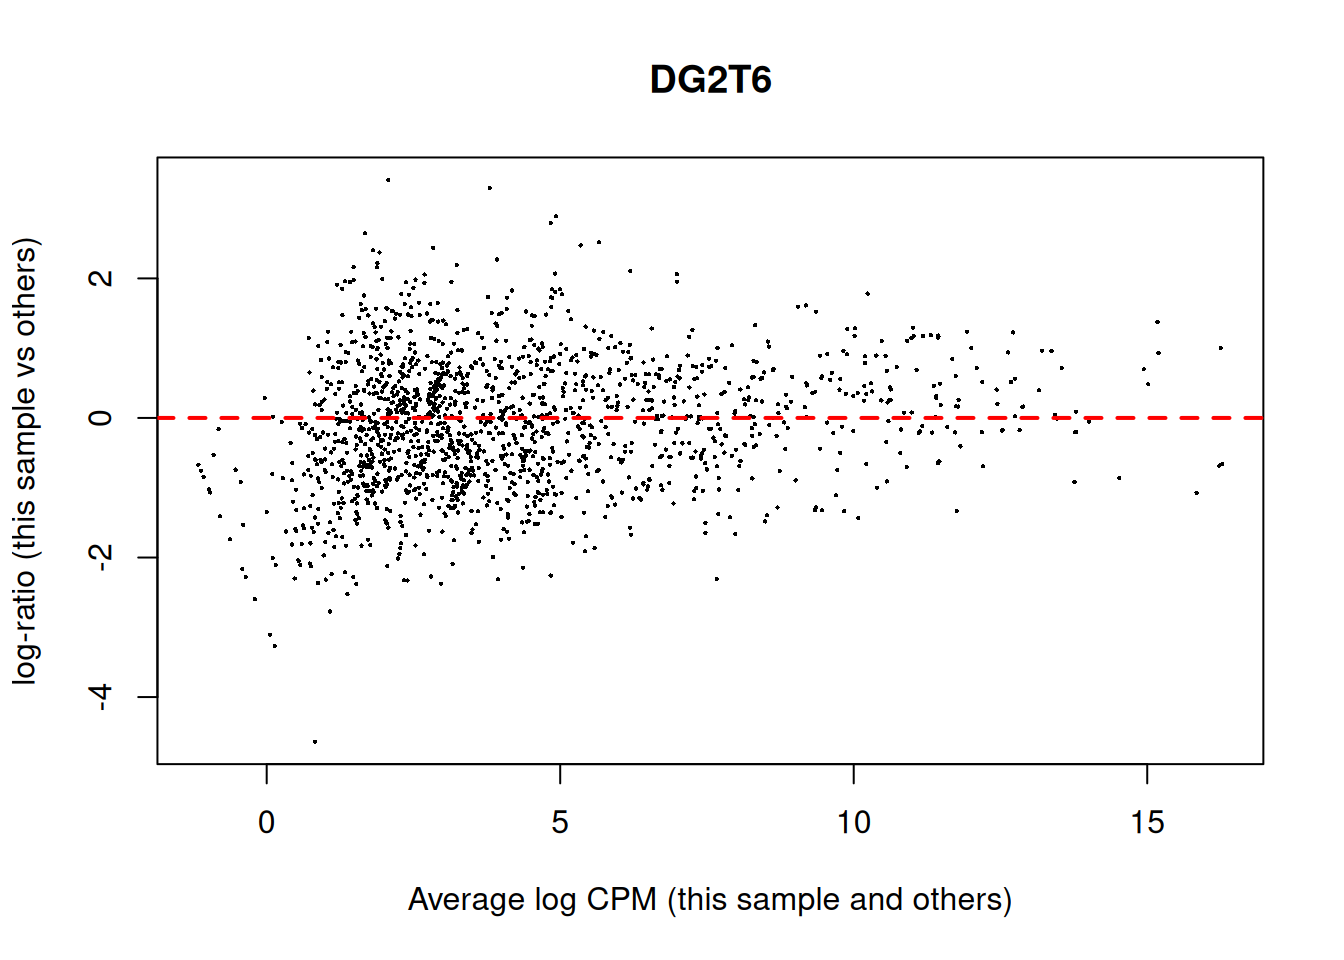 DG2T6
log-ratio (this sample vs others)
2
0
-2
-4
0 5 10 15
Average log CPM (this sample and others)